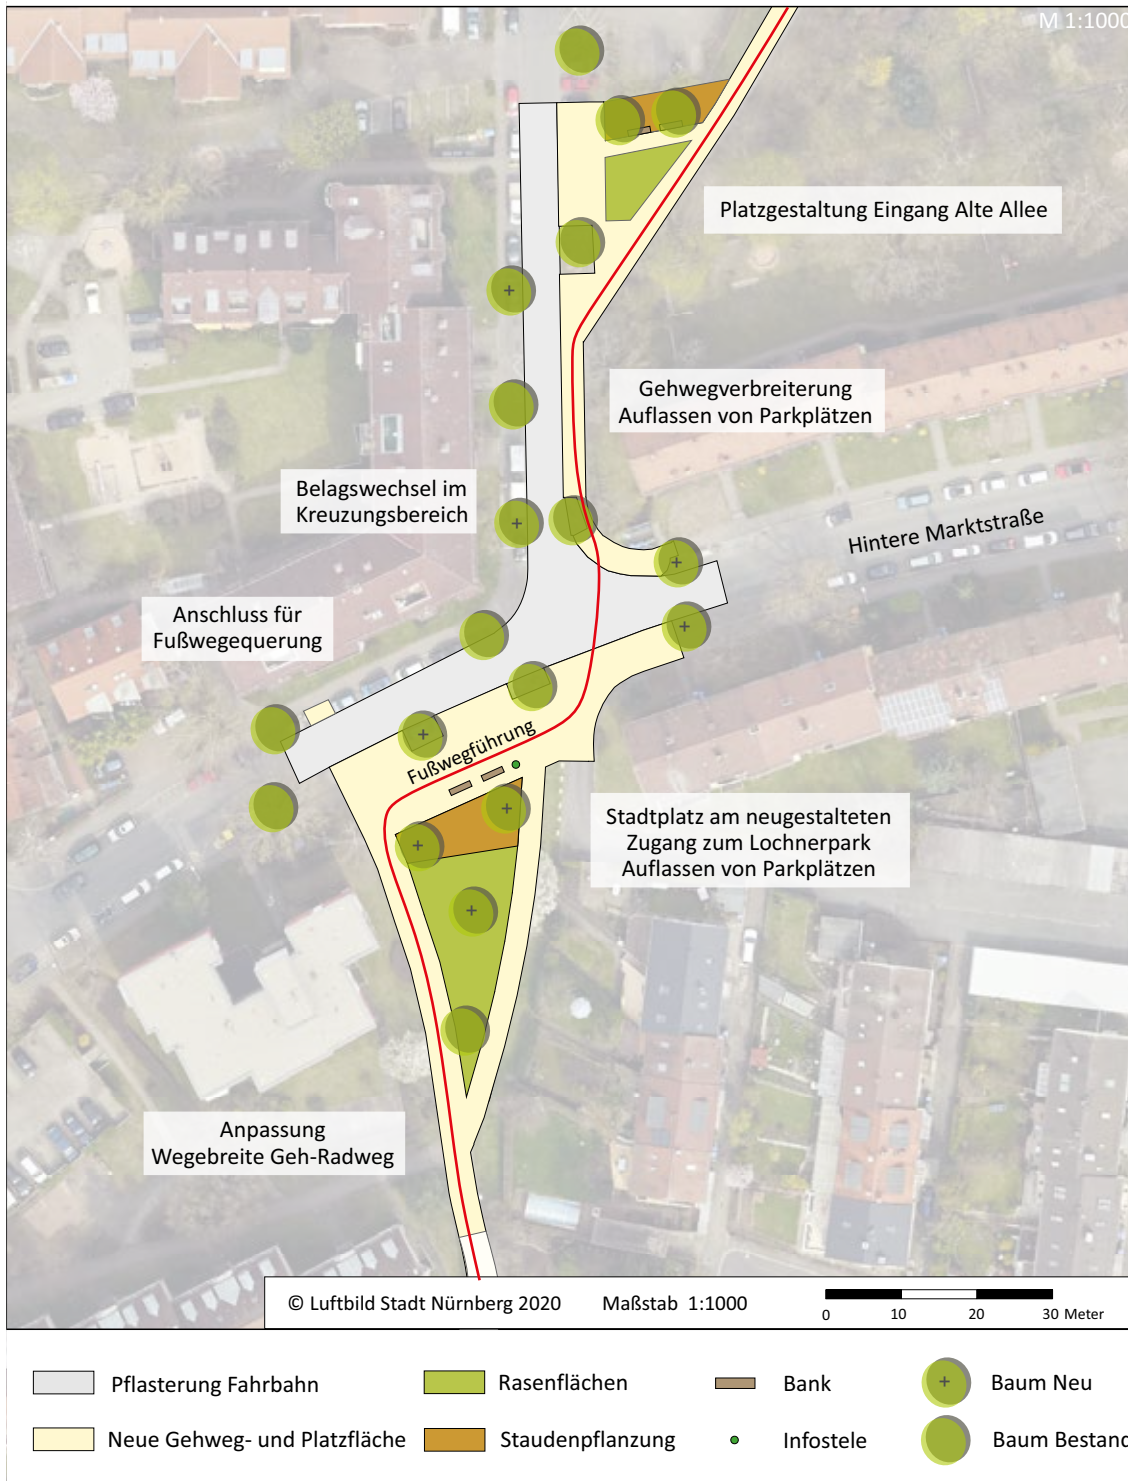 M 1:1000
Platzgestaltung Eingang Alte Allee
Gehwegverbreiterung
Auflassen von Parkplätzen
Belagswechsel im
Kreuzungsbereich
Hintere Marktstraße
Anschluss für
Fußwegequerung
Fußwegführung
Stadtplatz am neugestalteten
Zugang zum Lochnerpark
Auflassen von Parkplätzen
Anpassung
Wegebreite Geh-Radweg
© Luftbild Stadt Nürnberg 2020 Maßstab 1:1000
0 10 20 30 Meter
Pflasterung Fahrbahn
Rasenflächen
Bank
Baum Neu
Neue Gehweg- und Platzfläche
Staudenpflanzung
Infostele
Baum Bestand